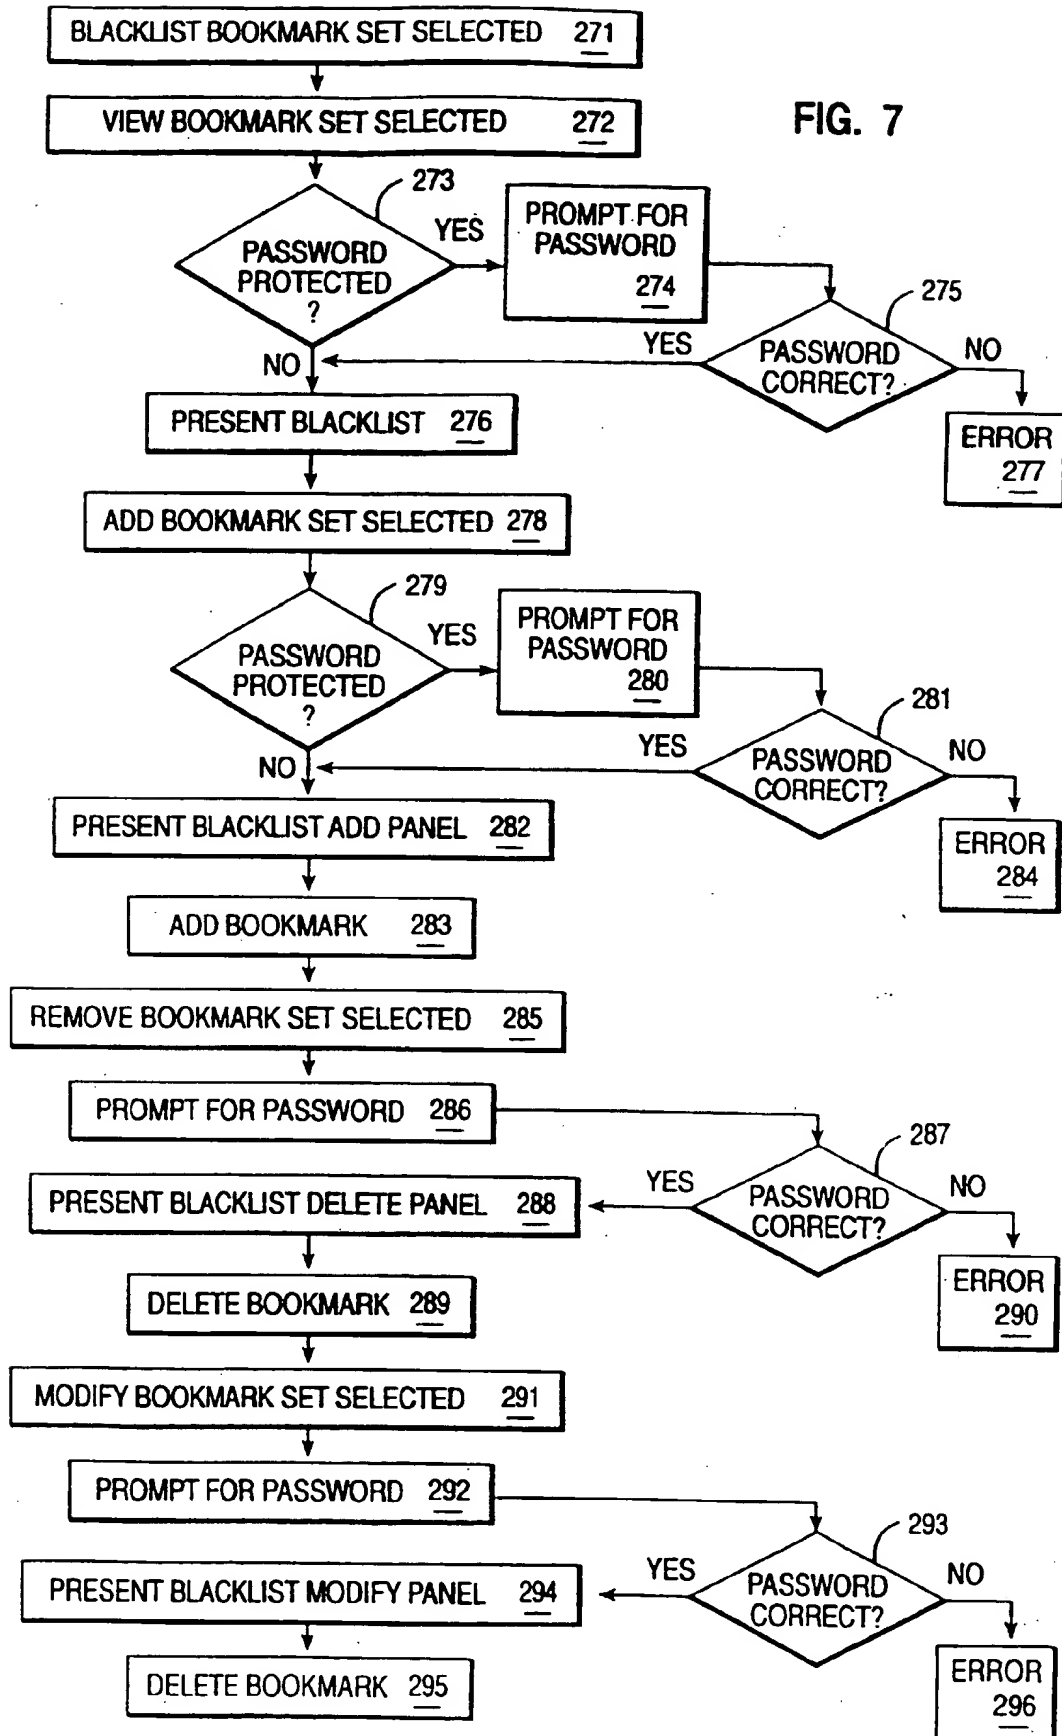 BLACKLIST BOOKMARK SET SELECTED 271
VIEW BOOKMARK SET SELECTED 272
FIG. 7
273
PASSWORD
PROTECTED
?
YES
NO
PROMPT FOR
PASSWORD
274
275
PASSWORD
CORRECT?
YES
NO
PRESENT BLACKLIST 276
ERROR
277
ADD BOOKMARK SET SELECTED 278
279
PASSWORD
PROTECTED
?
YES
NO
PROMPT FOR
PASSWORD
280
281
PASSWORD
CORRECT?
YES
NO
PRESENT BLACKLIST ADD PANEL 282
ERROR
284
ADD BOOKMARK 283
REMOVE BOOKMARK SET SELECTED 285
PROMPT FOR PASSWORD 286
287
PASSWORD
CORRECT?
YES
NO
PRESENT BLACKLIST DELETE PANEL 288
ERROR
290
DELETE BOOKMARK 289
MODIFY BOOKMARK SET SELECTED 291
PROMPT FOR PASSWORD 292
293
PASSWORD
CORRECT?
YES
NO
PRESENT BLACKLIST MODIFY PANEL 294
ERROR
296
DELETE BOOKMARK 295